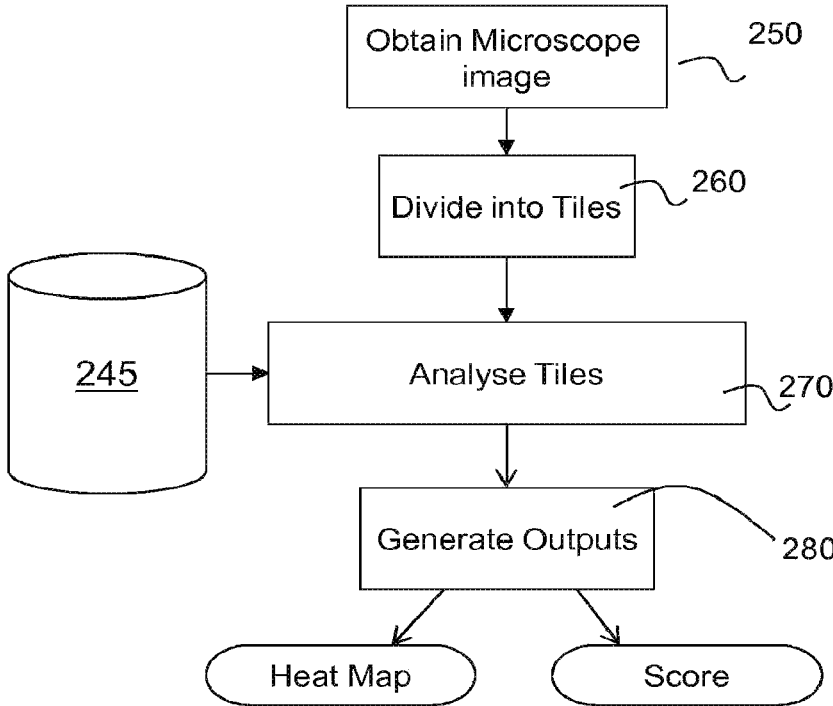 Obtain Microscope
image
250
Divide into Tiles
260
245
Analyse Tiles
270
Generate Outputs
280
Heat Map
Score